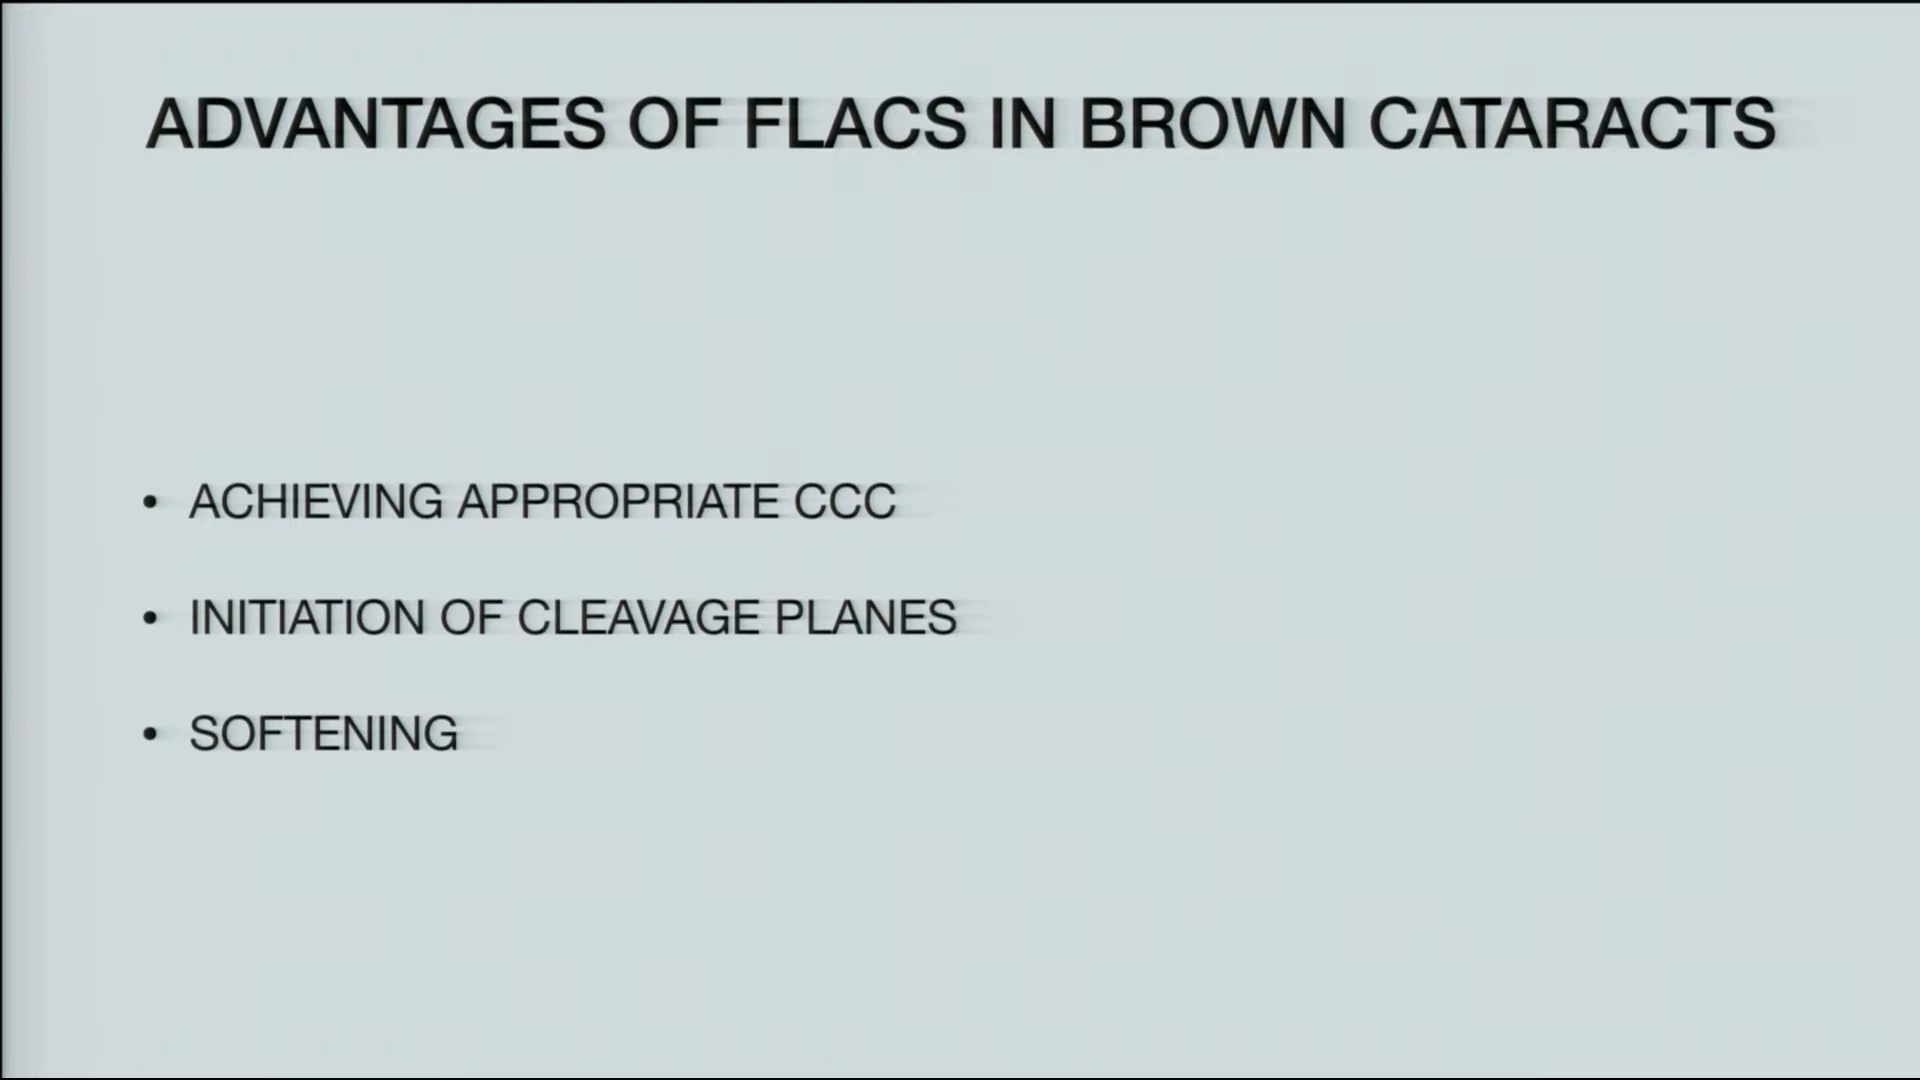 ADVANTAGES OF FLACS IN BROWN CATARACTS
• ACHIEVING APPROPRIATE CCC
• INITIATION OF CLEAVAGE PLANES
• SOFTENING